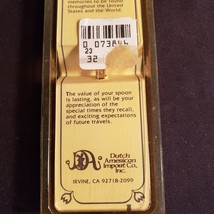 memories to be found
throughout the United
States and the World.
0 073844
23
32
The value of your spoon
is lasting, as will be your
appreciation of the
special times they recall,
and exciting expectations
of future travels.
DA
Dutch
American
Import Co.,
Inc.
IRVINE, CA 92718-2099